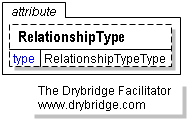 attribute
RelationshipType
type RelationshipTypeType
The Drybridge Facilitator
www.drybridge.com